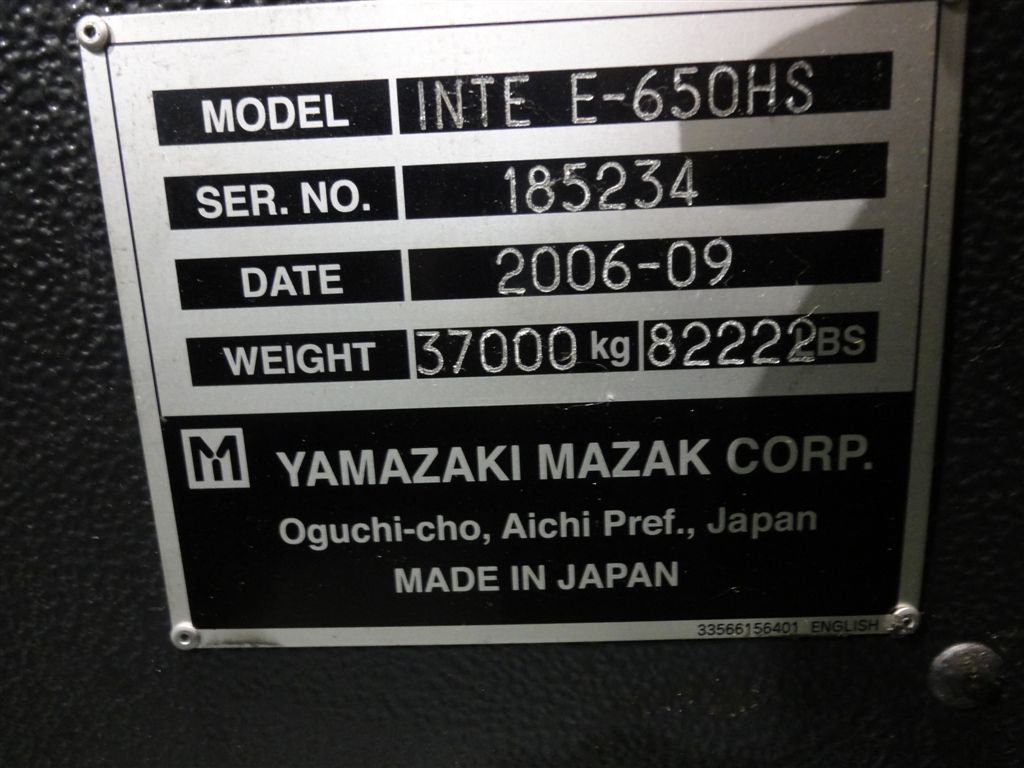 MODEL INTE E-650HS
SER. NO. 185234
DATE 2006-09
WEIGHT 37000 kg 82222 LBS
M YAMAZAKI MAZAK CORP.
Oguchi-cho, Aichi Pref., Japan
MADE IN JAPAN
33566156401 ENGLISH